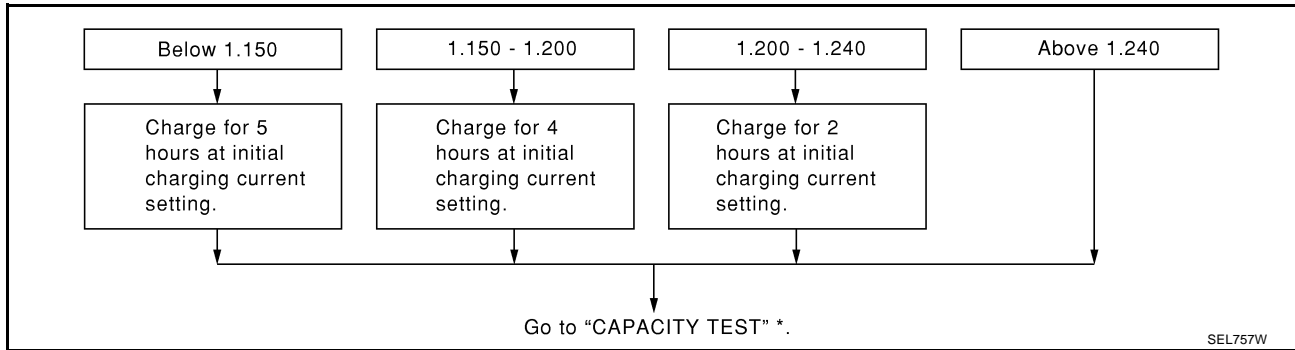 Below 1.150
1.150 - 1.200
1.200 - 1.240
Above 1.240
Charge for 5
hours at initial
charging current
setting.
Charge for 4
hours at initial
charging current
setting.
Charge for 2
hours at initial
charging current
setting.
Go to “CAPACITY TEST” *.
SEL757W